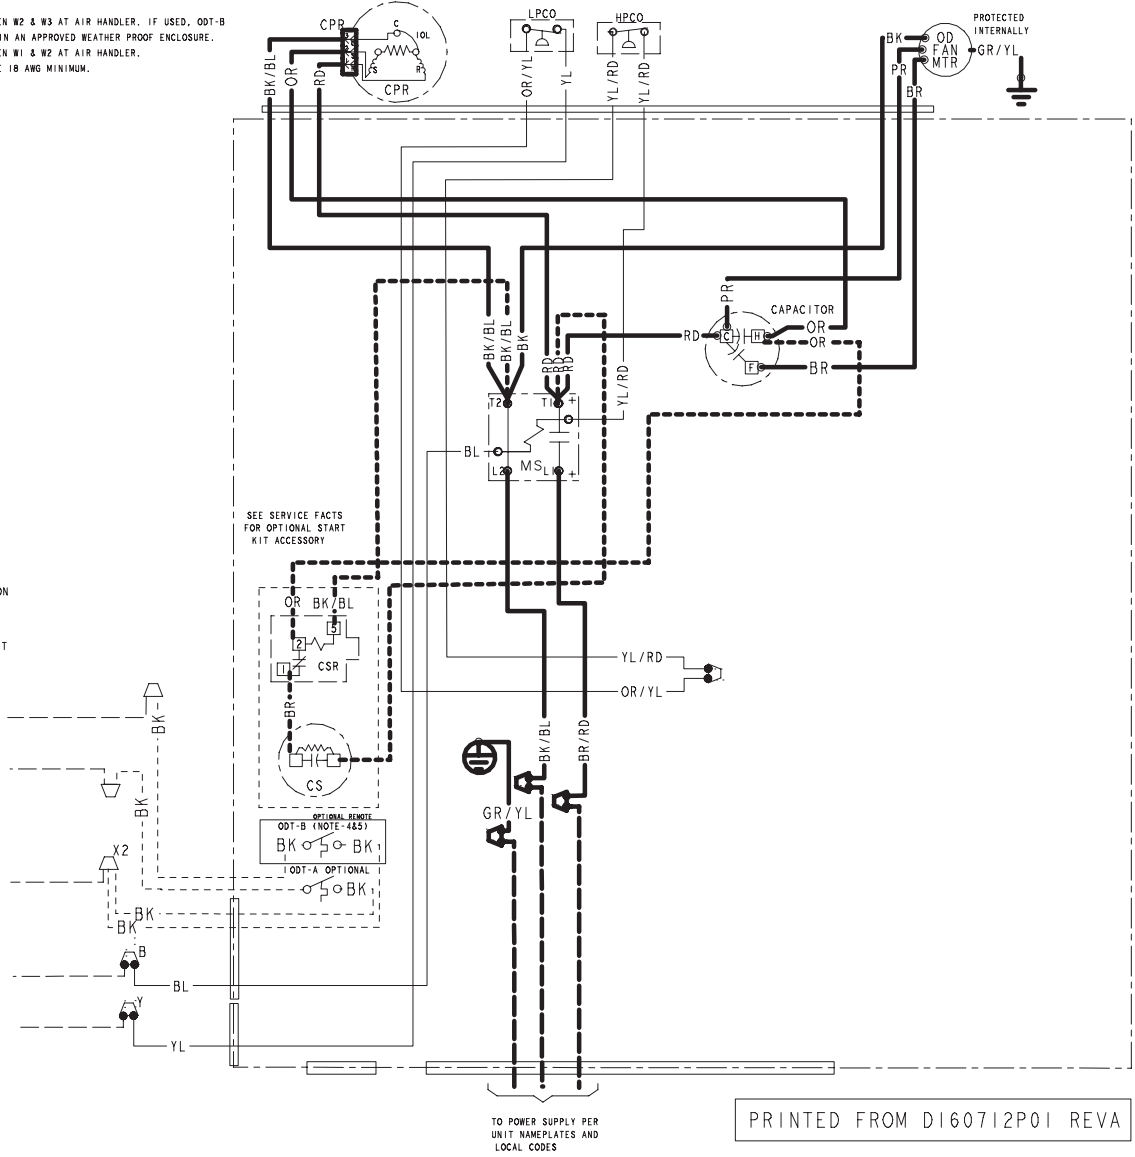 EN W2 & W3 AT AIR HANDLER. IF USED, ODT-B
IN AN APPROVED WEATHER PROOF ENCLOSURE.
EN W1 & W2 AT AIR HANDLER.
E 18 AWG MINIMUM.
CPR
C
IOL
S
R
CPR
LPCO
HPCO
PROTECTED
INTERNALLY
BK
OD
FAN
MTR
GR/YL
PR
BR
BK/BL
OR
RD
OR/YL
YL
YL/RD
YL/RD
PR
CAPACITOR
RD
C
H
OR
OR
F
BR
BK/BL
BK/BL
BK
RD
RD
RD
YL/RD
T2
T1
+
BL
MS
L2
L1
+
SEE SERVICE FACTS
FOR OPTIONAL START
KIT ACCESSORY
ON
T
OR
BK/BL
5
2
1
CSR
BR
CS
YL/RD
OR/YL
BK
BK
BK/BL
BR/RD
GR/YL
OPTIONAL REMOTE
ODT-B (NOTE-4&5)
BK
BK
ODT-A OPTIONAL
BK
X2
BK
BK
B
BL
Y
YL
TO POWER SUPPLY PER
UNIT NAMEPLATES AND
LOCAL CODES
PRINTED FROM D160712P01 REVA